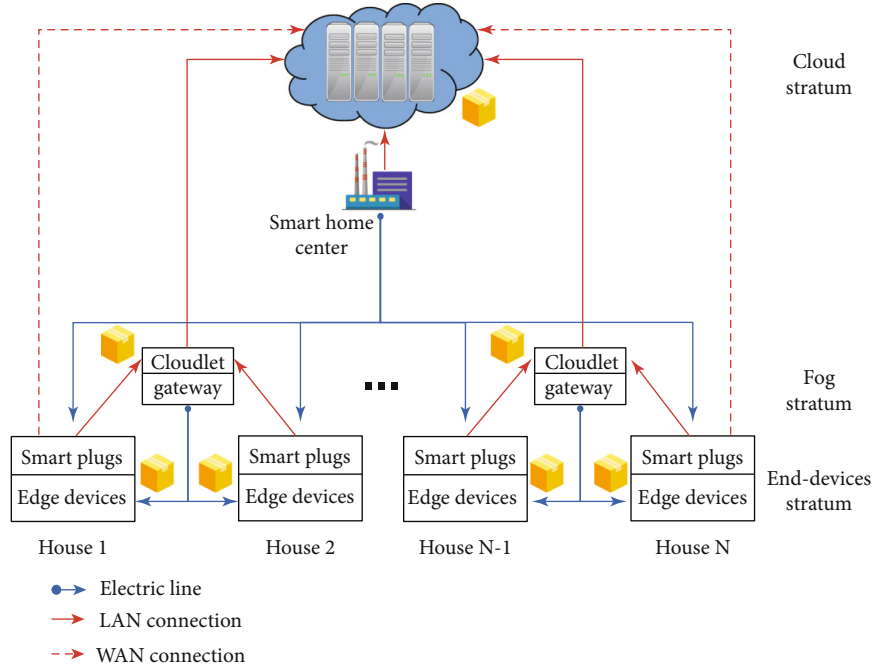 Cloud
stratum
Smart home
center
Cloudlet
gateway
Cloudlet
gateway
Fog
stratum
Smart plugs
Edge devices
Smart plugs
Edge devices
Smart plugs
Edge devices
Smart plugs
Edge devices
End-devices
stratum
House 1
House 2
House N-1
House N
Electric line
LAN connection
WAN connection